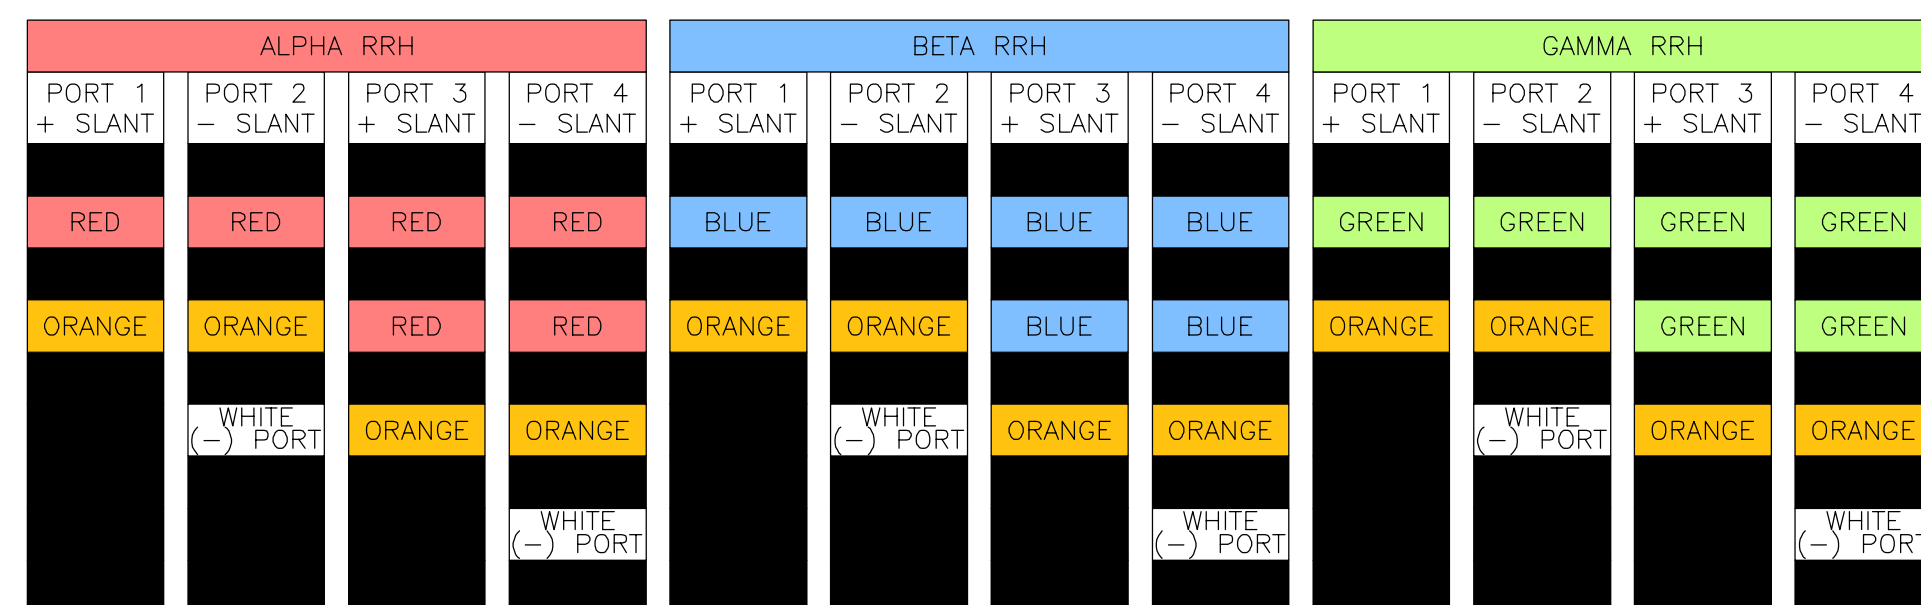 ALPHA RRH BETA RRH GAMMA RRH
PORT 1 PORT 2 PORT 3 PORT 4 PORT 1 PORT 2 PORT 3 PORT 4 PORT 1 PORT 2 PORT 3 PORT 4
+ SLANT - SLANT + SLANT - SLANT + SLANT - SLANT + SLANT - SLANT + SLANT - SLANT + SLANT - SLANT
RED RED RED RED BLUE BLUE BLUE BLUE GREEN GREEN GREEN GREEN
ORANGE ORANGE RED RED ORANGE ORANGE BLUE BLUE ORANGE ORANGE GREEN GREEN
WHITE WHITE WHITE
(-) PORT ORANGE ORANGE (-) PORT ORANGE ORANGE (-) PORT ORANGE ORANGE
WHITE WHITE WHITE
(-) PORT (-) PORT (-) PORT